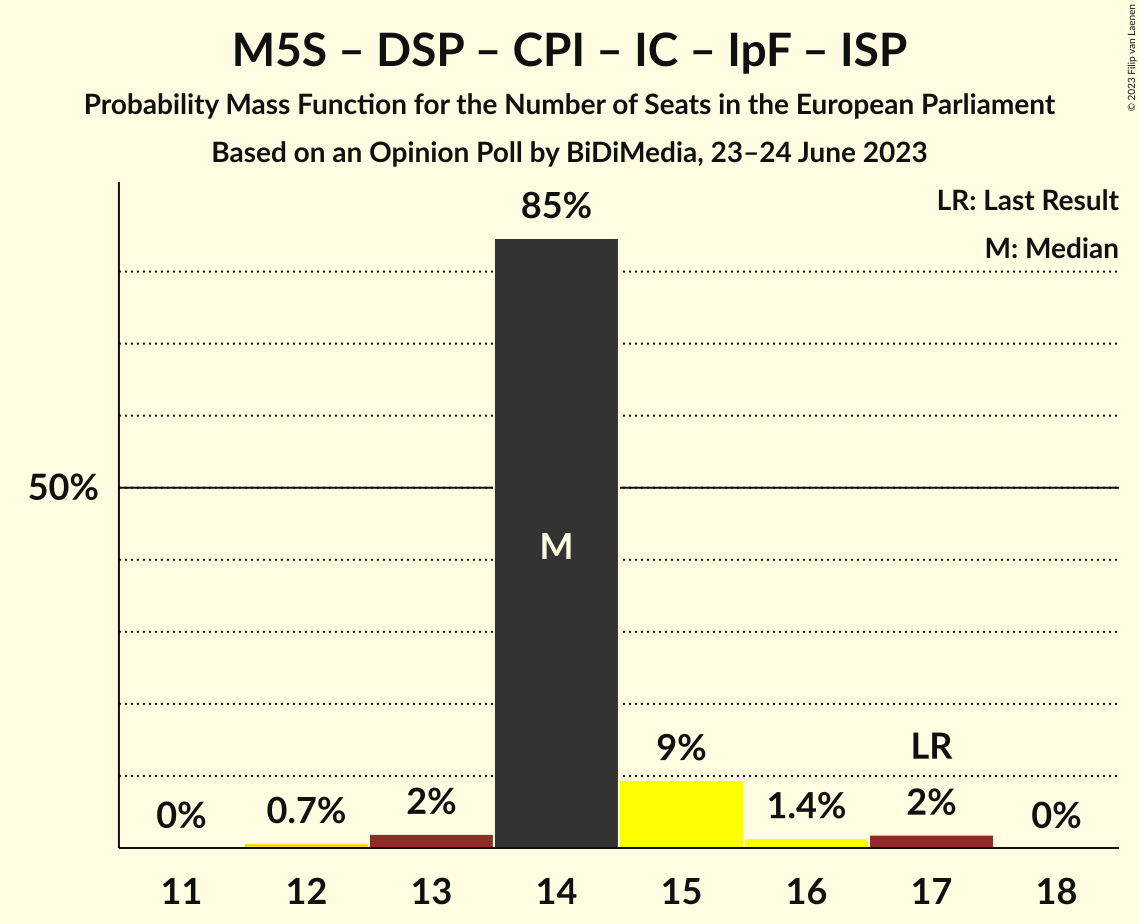 M5S – DSP – CPI – IC – IpF – ISP
Probability Mass Function for the Number of Seats in the European Parliament
Based on an Opinion Poll by BiDiMedia, 23–24 June 2023
© 2023 Filip van Laenen
LR: Last Result
M: Median
85%
50%
M
9%
LR
0%
0.7%
2%
1.4%
2%
0%
11 12 13 14 15 16 17 18